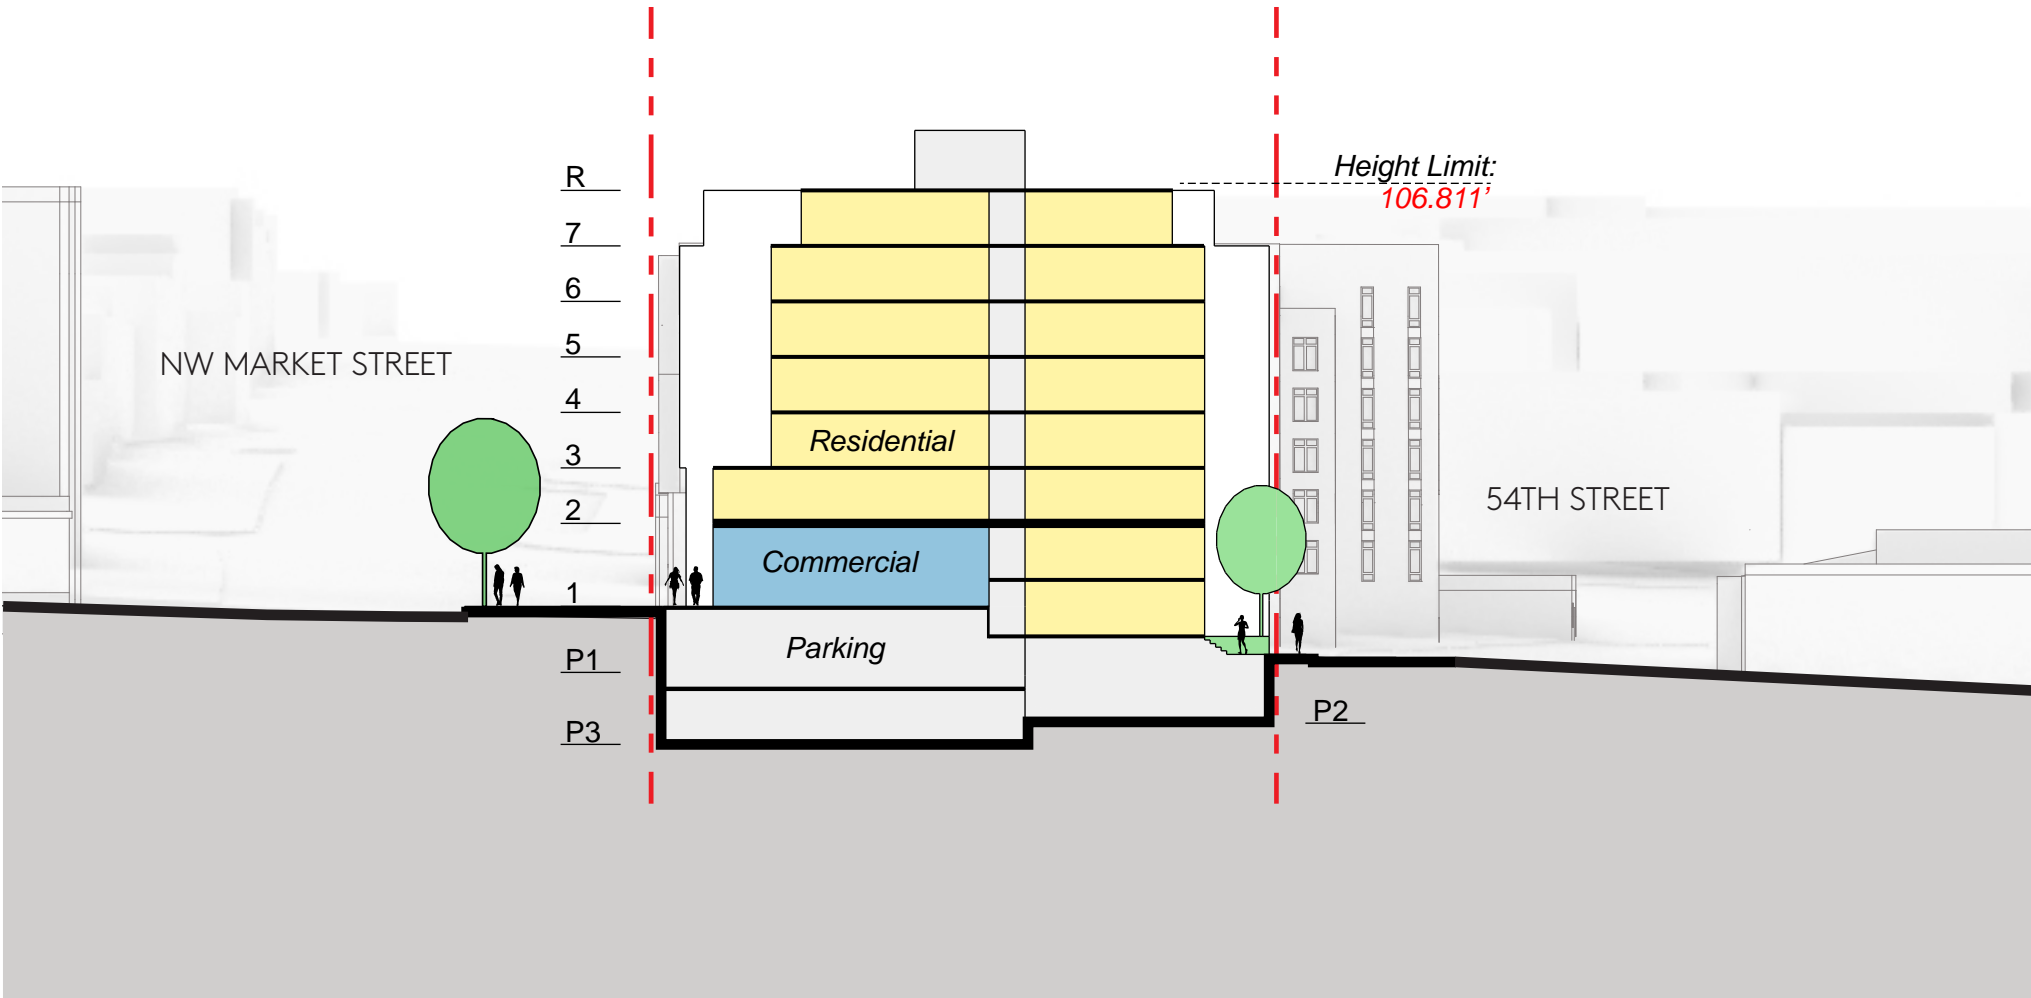 Height Limit:
106.811’
R
7
6
5
4
3
2
1
P1
P3
P2
NW MARKET STREET
54TH STREET
Residential
Commercial
Parking